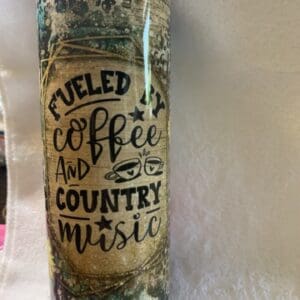 FUELED BY
coffee
AND
COUNTRY
music